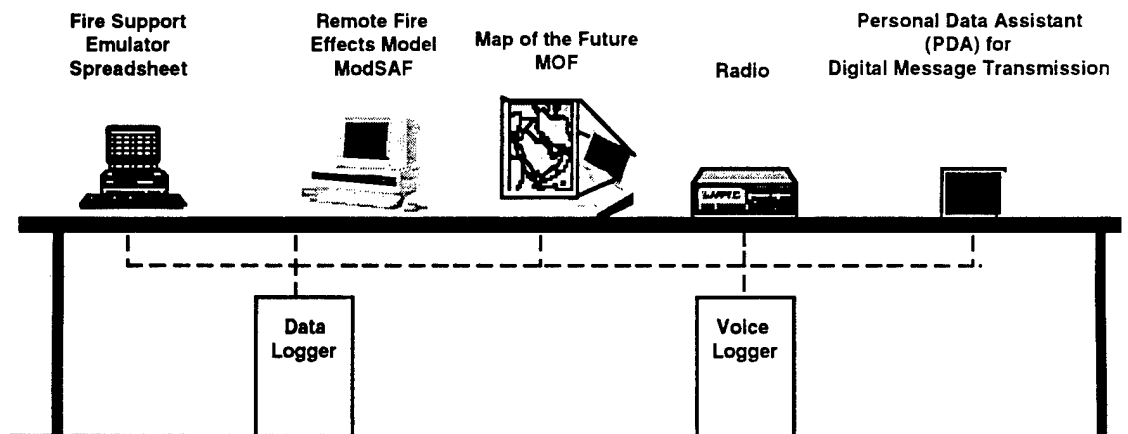 Fire Support
Emulator
Spreadsheet
Remote Fire
Effects Model
ModSAF
Map of the Future
MOF
Radio
Personal Data Assistant
(PDA) for
Digital Message Transmission
Data
Logger
Voice
Logger